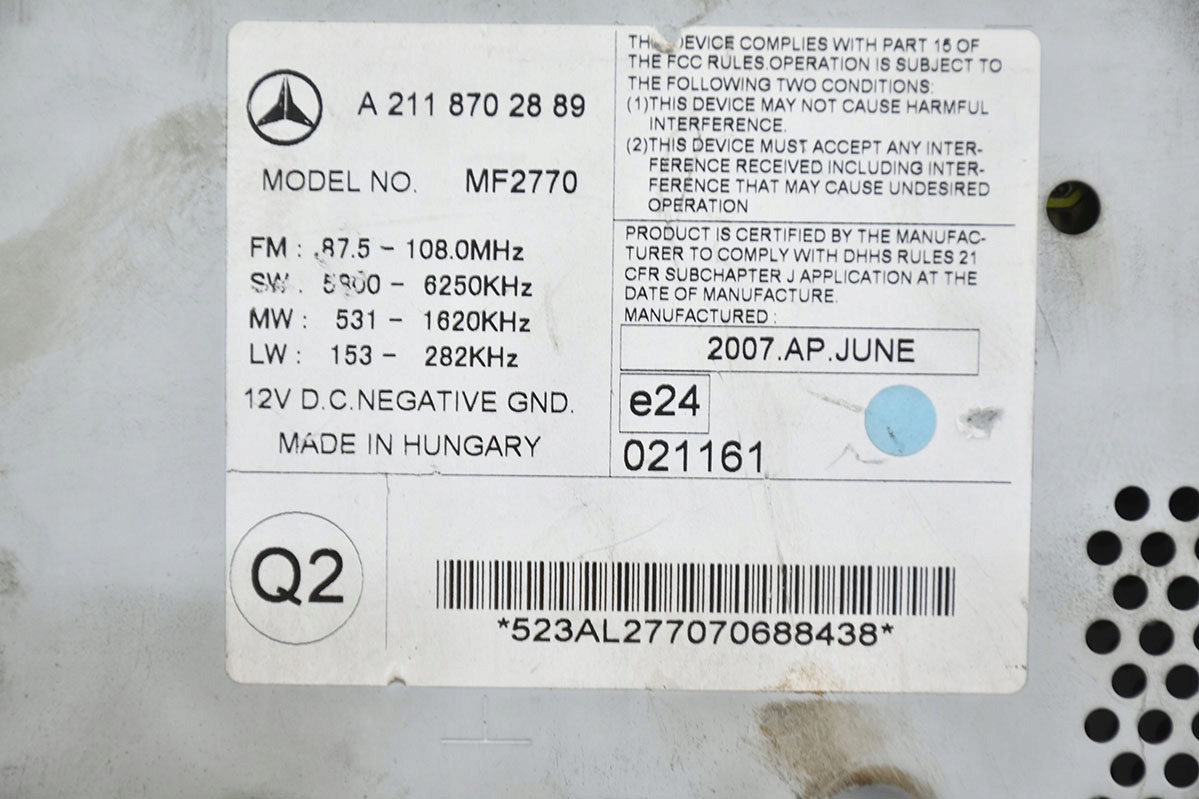 A 211 870 28 89
MODEL NO. MF2770
FM : 87.5 - 108.0MHz
SW : - 6250KHz
MW : 531 - 1620KHz
LW : 153 - 282KHz
12V D.C.NEGATIVE GND.
MADE IN HUNGARY
DEVICE COMPLIES WITH PART 15 OF
THE FCC RULES.OPERATION IS SUBJECT TO
THE FOLLOWING TWO CONDITIONS:
(1)THIS DEVICE MAY NOT CAUSE HARMFUL
INTERFERENCE.
(2)THIS DEVICE MUST ACCEPT ANY INTER-
FERENCE RECEIVED INCLUDING INTER-
FERENCE THAT MAY CAUSE UNDESIRED
OPERATION
PRODUCT IS CERTIFIED BY THE MANUFAC-
TURER TO COMPLY WITH DHHS RULES 21
CFR SUBCHAPTER J APPLICATION AT THE
DATE OF MANUFACTURE.
MANUFACTURED :
2007.AP.JUNE
e24
021161
Q2
*523AL277070688438*